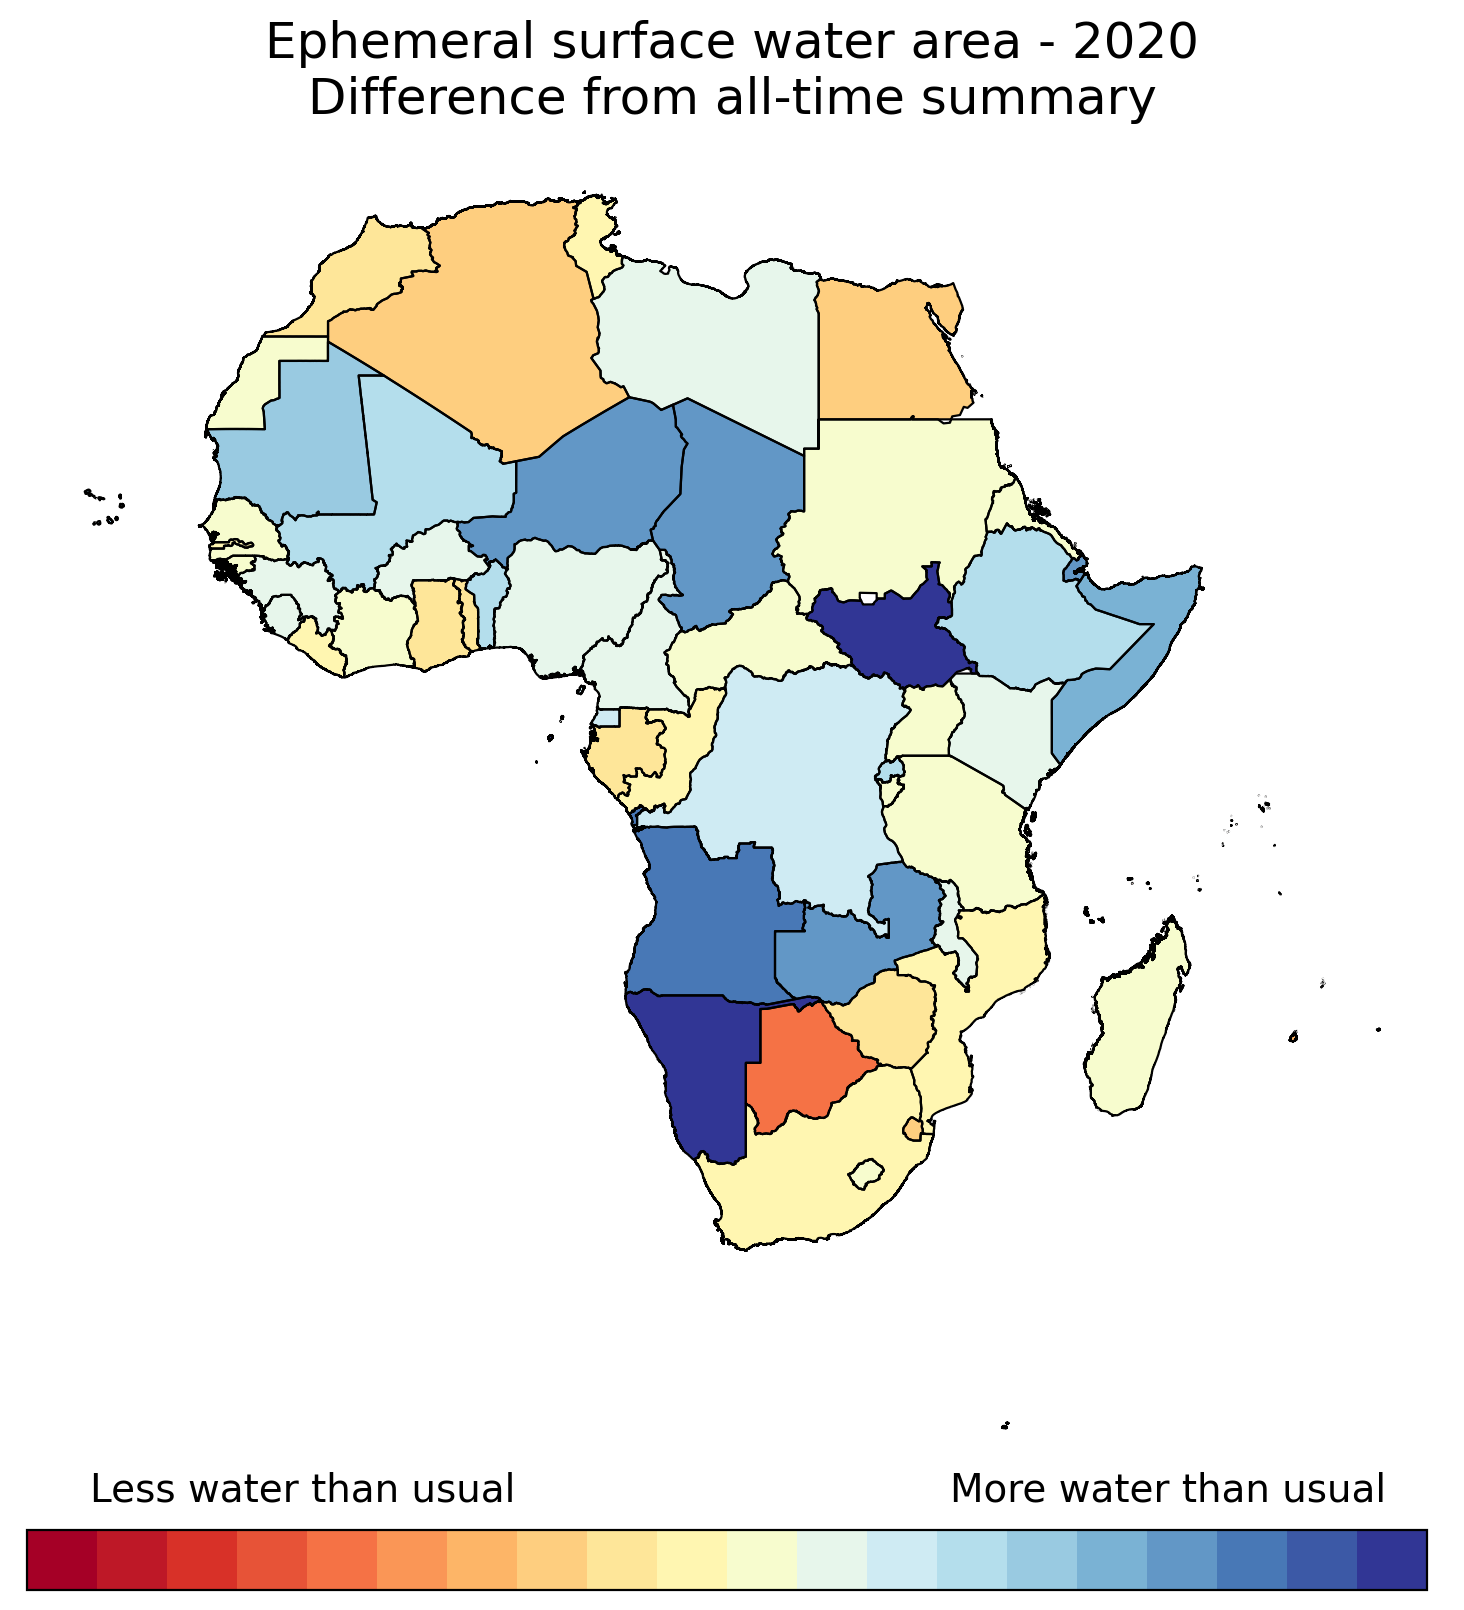 Ephemeral surface water area - 2020
Difference from all-time summary
Less water than usual
More water than usual